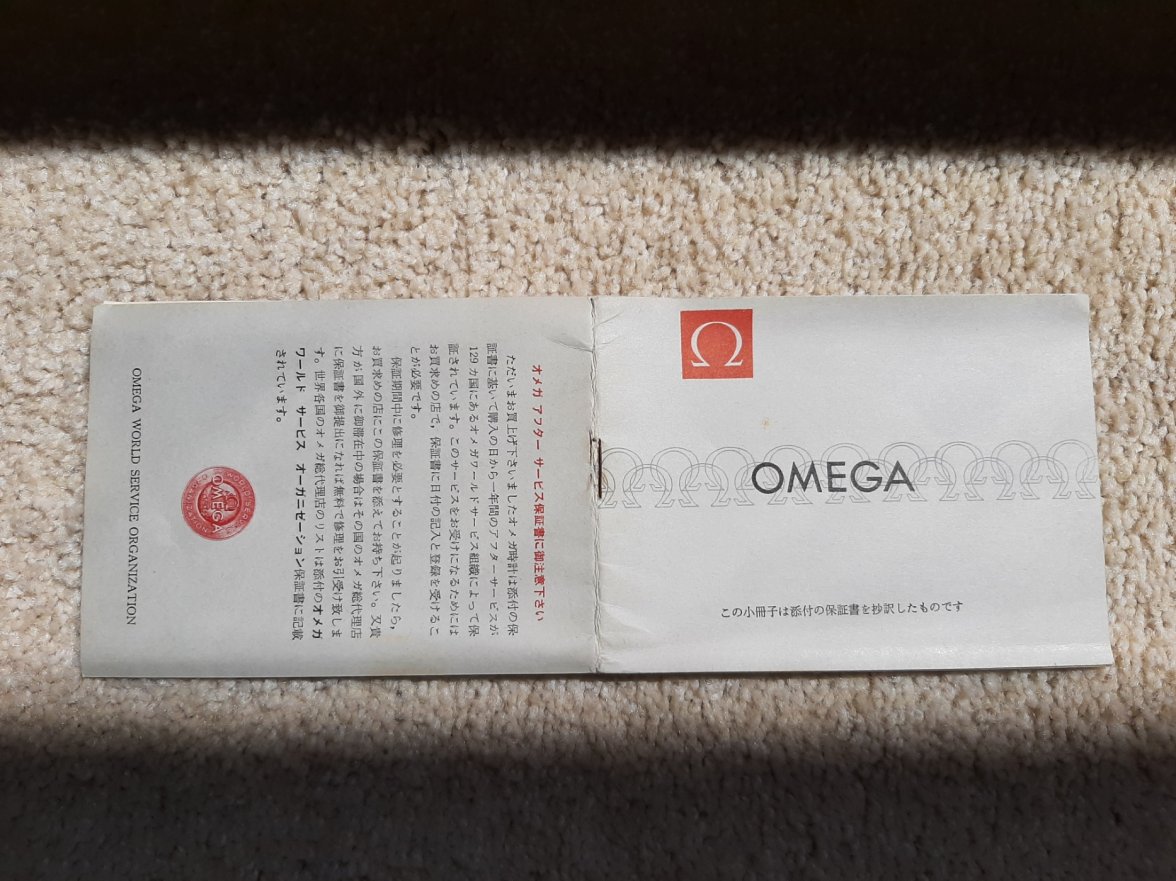 オメガ アフター サービス保証書に御注意下さい
ただいまお買上げ下さいましたオメガ時計は添付の保
証書に基いて購入の日から一年間のアフターサービスが
129 カ国にあるオメガワールドサービス組織によって保
証されています。このサービスをお受けになるためには
お買求めの店で，保証書に日付の記入と登録を受けるこ
とが必要です。
保証期間中に修理を必要とすることが起りましたら，
お買求めの店にこの保証書を添えてお持ち下さい。又貴
方が国外に御滞在中の場合はその国のオメガ総代理店
に保証書を御提出になれば無料で修理をお引受け致しま
す。世界各国のオメガ総代理店のリストは添付のオメガ
ワールド サービス オーガニゼーション保証書に記載
されています。
OMEGA
OMEGA WORLD SERVICE ORGANIZATION
Ω
OMEGA
この小冊子は添付の保証書を抄訳したものです